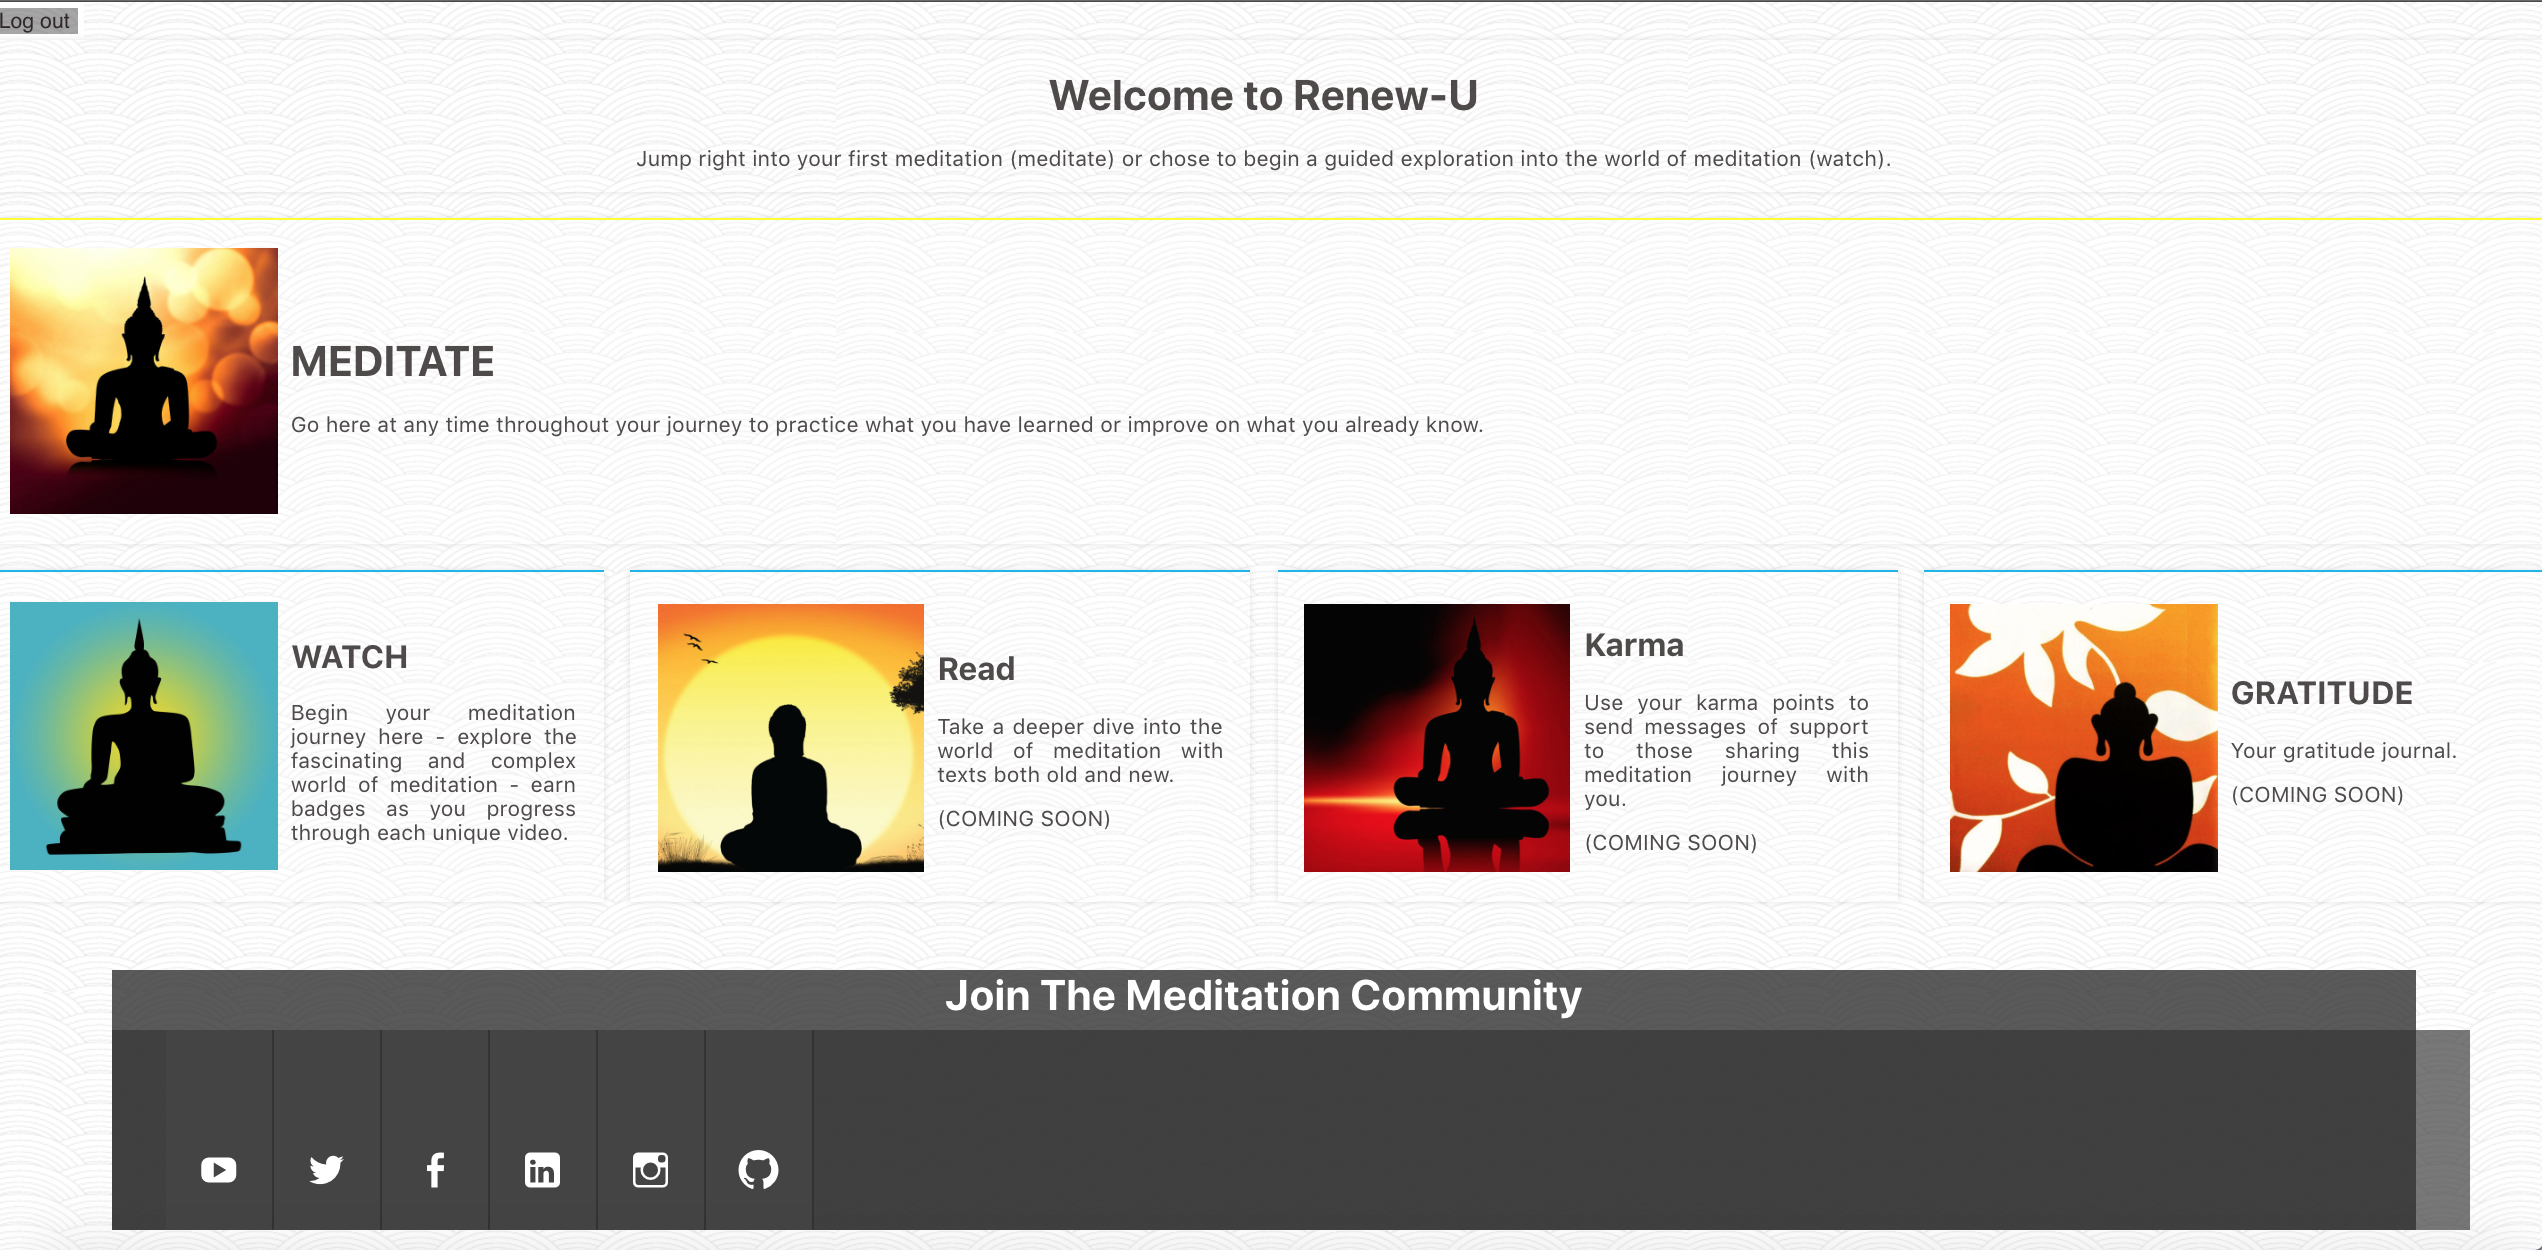 Log out
Welcome to Renew-U
Jump right into your first meditation (meditate) or chose to begin a guided exploration into the world of meditation (watch).
MEDITATE
Go here at any time throughout your journey to practice what you have learned or improve on what you already know.
WATCH
Begin your meditation
journey here - explore the
fascinating and complex
world of meditation - earn
badges as you progress
through each unique video.
Read
Take a deeper dive into the
world of meditation with
texts both old and new.
(COMING SOON)
Karma
Use your karma points to
send messages of support
to those sharing this
meditation journey with
you.
(COMING SOON)
GRATITUDE
Your gratitude journal.
(COMING SOON)
Join The Meditation Community